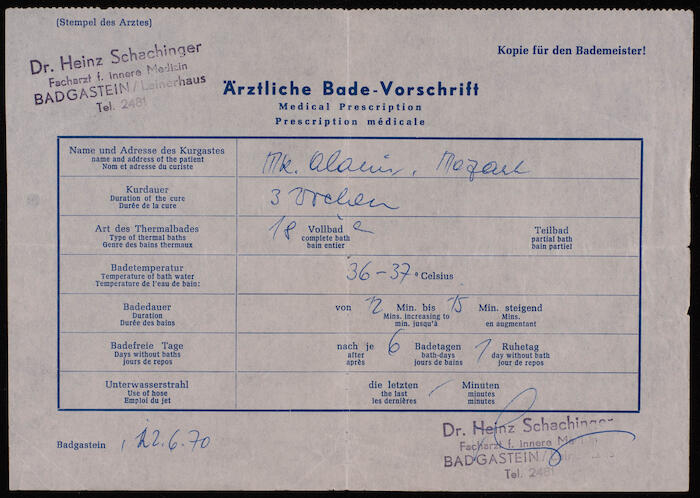 (Stempel des Arztes)
Dr. Heinz Schachinger
Facharzt f. Innere Medizin
BADGASTEIN/Leinerhaus
Tel. 2481
Kopie für den Bademeister!
Ärztliche Bade-Vorschrift
Medical Prescription
Prescription médicale
Name und Adresse des Kurgastes
name and address of the patient
Nom et adresse du curiste
Mr. Mozart
Kurdauer
Duration of the cure
Durée de la cure
3 Wochen
Art des Thermalbades
Type of thermal baths
Genre des bains thermaux
18 Vollbad e Teilbad
complete bath partial bath
bain entier bain partiel
Badetemperatur
Temperature of bath water
Temperature de l'eau de bain:
36-37° Celsius
Badedauer
Duration
Durée des bains
von 12 Min. bis 15 Min. steigend
Mins. increasing to Mins.
min. jusqu'à en augmentant
Badefreie Tage
Days without baths
jours de repos
nach je 6 Badetagen 1 Ruhetag
after bath-days day without bath
après jours de bains jour de repos
Unterwasserstrahl
Use of hose
Emploi du jet
die letzten Minuten
the last minutes
les dernières minutes
Badgastein, 22.6.70
Dr. Heinz Schachinger
Facharzt f. Innere Medizin
BADGASTEIN/
Tel. 2481